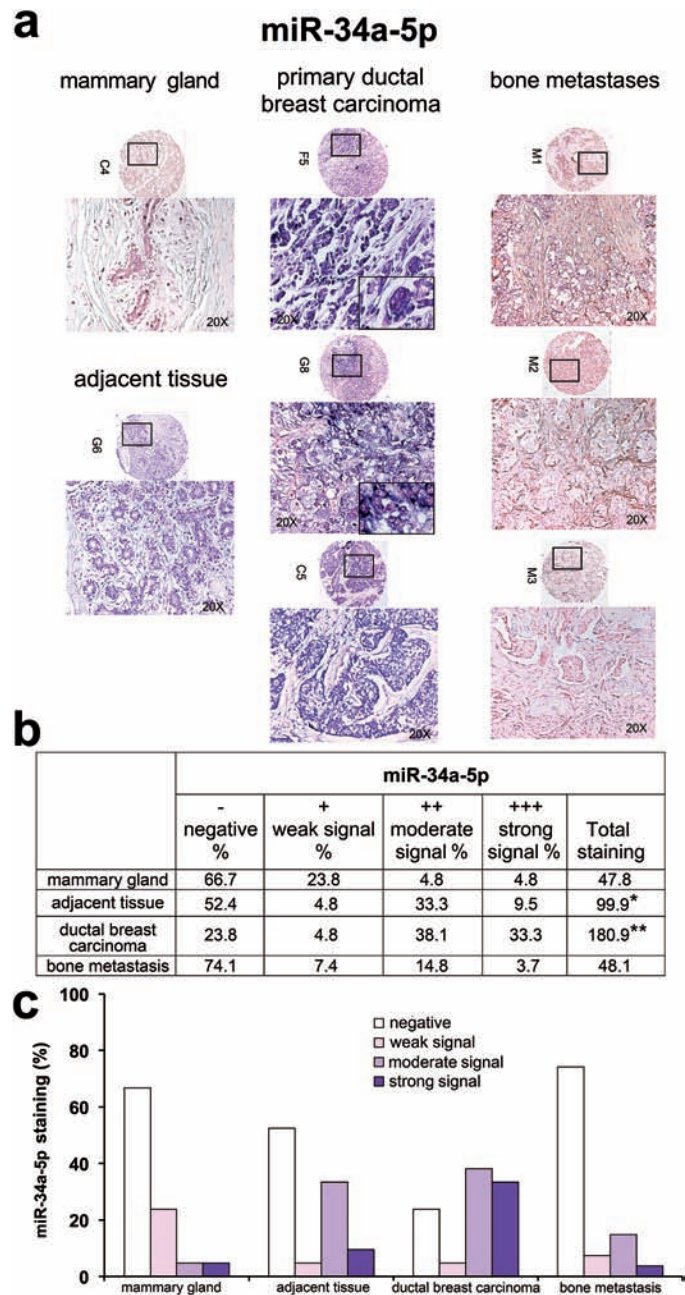 a
miR-34a-5p
mammary gland
primary ductal
breast carcinoma
bone metastases
C4
F5
M1
20X
20X
20X
adjacent tissue
G8
M2
G6
20X
20X
20X
C5
M3
20X
20X
b
miR-34a-5p
-
negative
%
+
weak signal
%
++
moderate
signal %
+++
strong
signal %
Total
staining
mammary gland 66.7 23.8 4.8 4.8 47.8
adjacent tissue 52.4 4.8 33.3 9.5 99.9*
ductal breast
carcinoma 23.8 4.8 38.1 33.3 180.9**
bone metastasis 74.1 7.4 14.8 3.7 48.1
c
miR-34a-5p staining (%)
100
80
60
40
20
0
negative
weak signal
moderate signal
strong signal
mammary gland
adjacent tissue
ductal breast carcinoma
bone metastasis